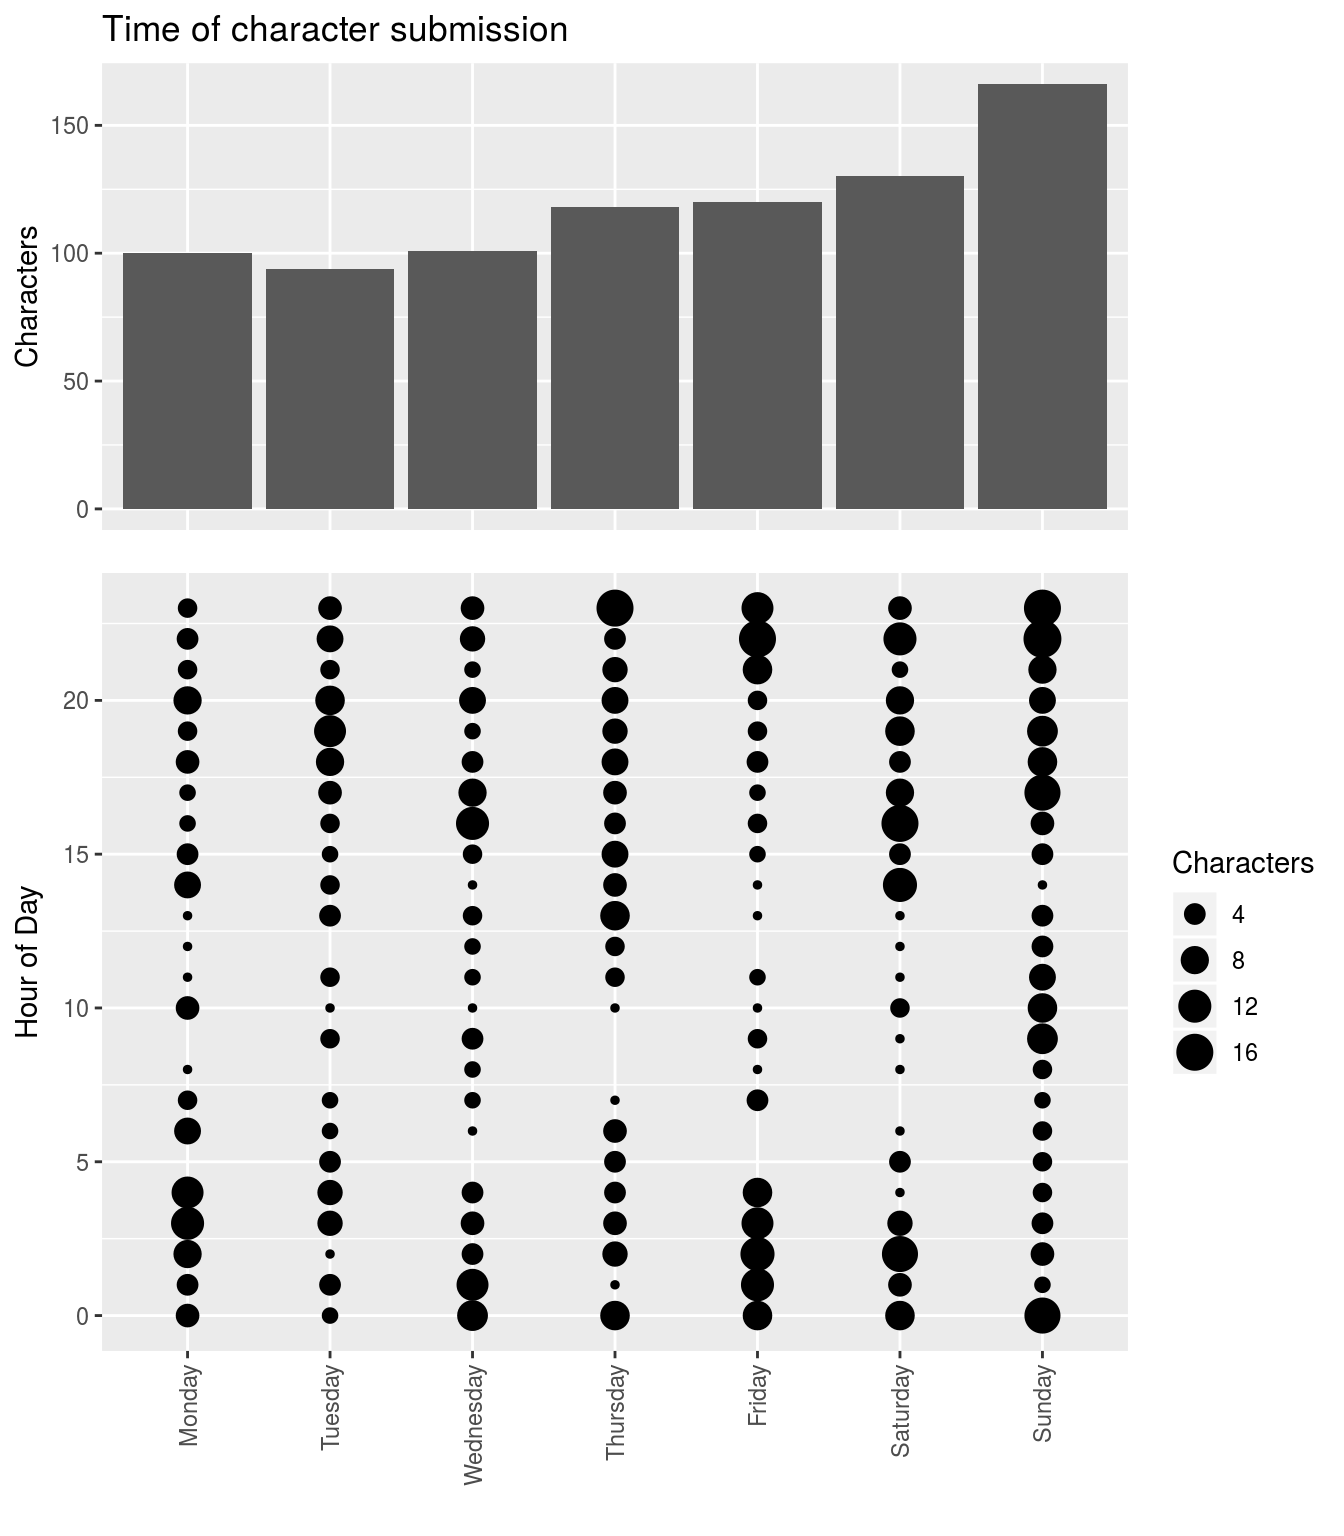 Time of character submission
Characters
150
100
50
0
Hour of Day
20
15
10
5
0
Monday
Tuesday
Wednesday
Thursday
Friday
Saturday
Sunday
Characters
4
8
12
16